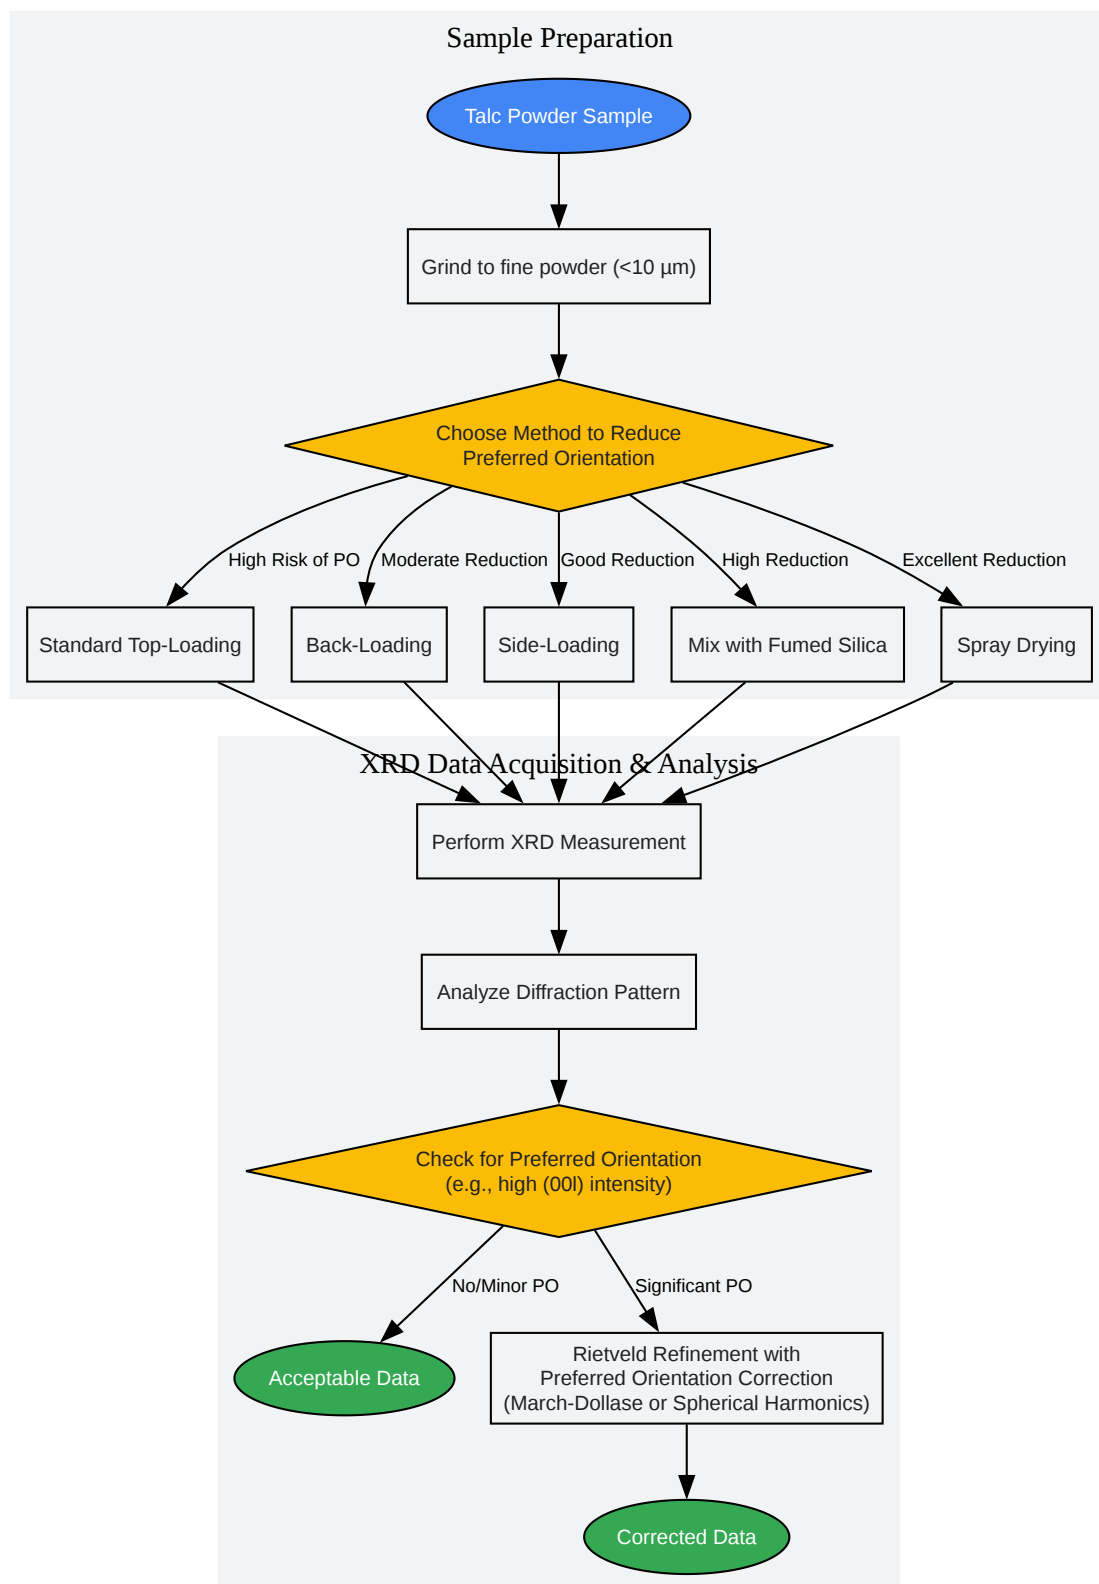 Sample Preparation
Talc Powder Sample
Grind to fine powder (<10 µm)
Choose Method to Reduce
Preferred Orientation
High Risk of PO
Moderate Reduction
Good Reduction
High Reduction
Excellent Reduction
Standard Top-Loading
Back-Loading
Side-Loading
Mix with Fumed Silica
Spray Drying
XRD Data Acquisition & Analysis
Perform XRD Measurement
Analyze Diffraction Pattern
Check for Preferred Orientation
(e.g., high (00l) intensity)
No/Minor PO
Significant PO
Acceptable Data
Rietveld Refinement with
Preferred Orientation Correction
(March-Dollase or Spherical Harmonics)
Corrected Data